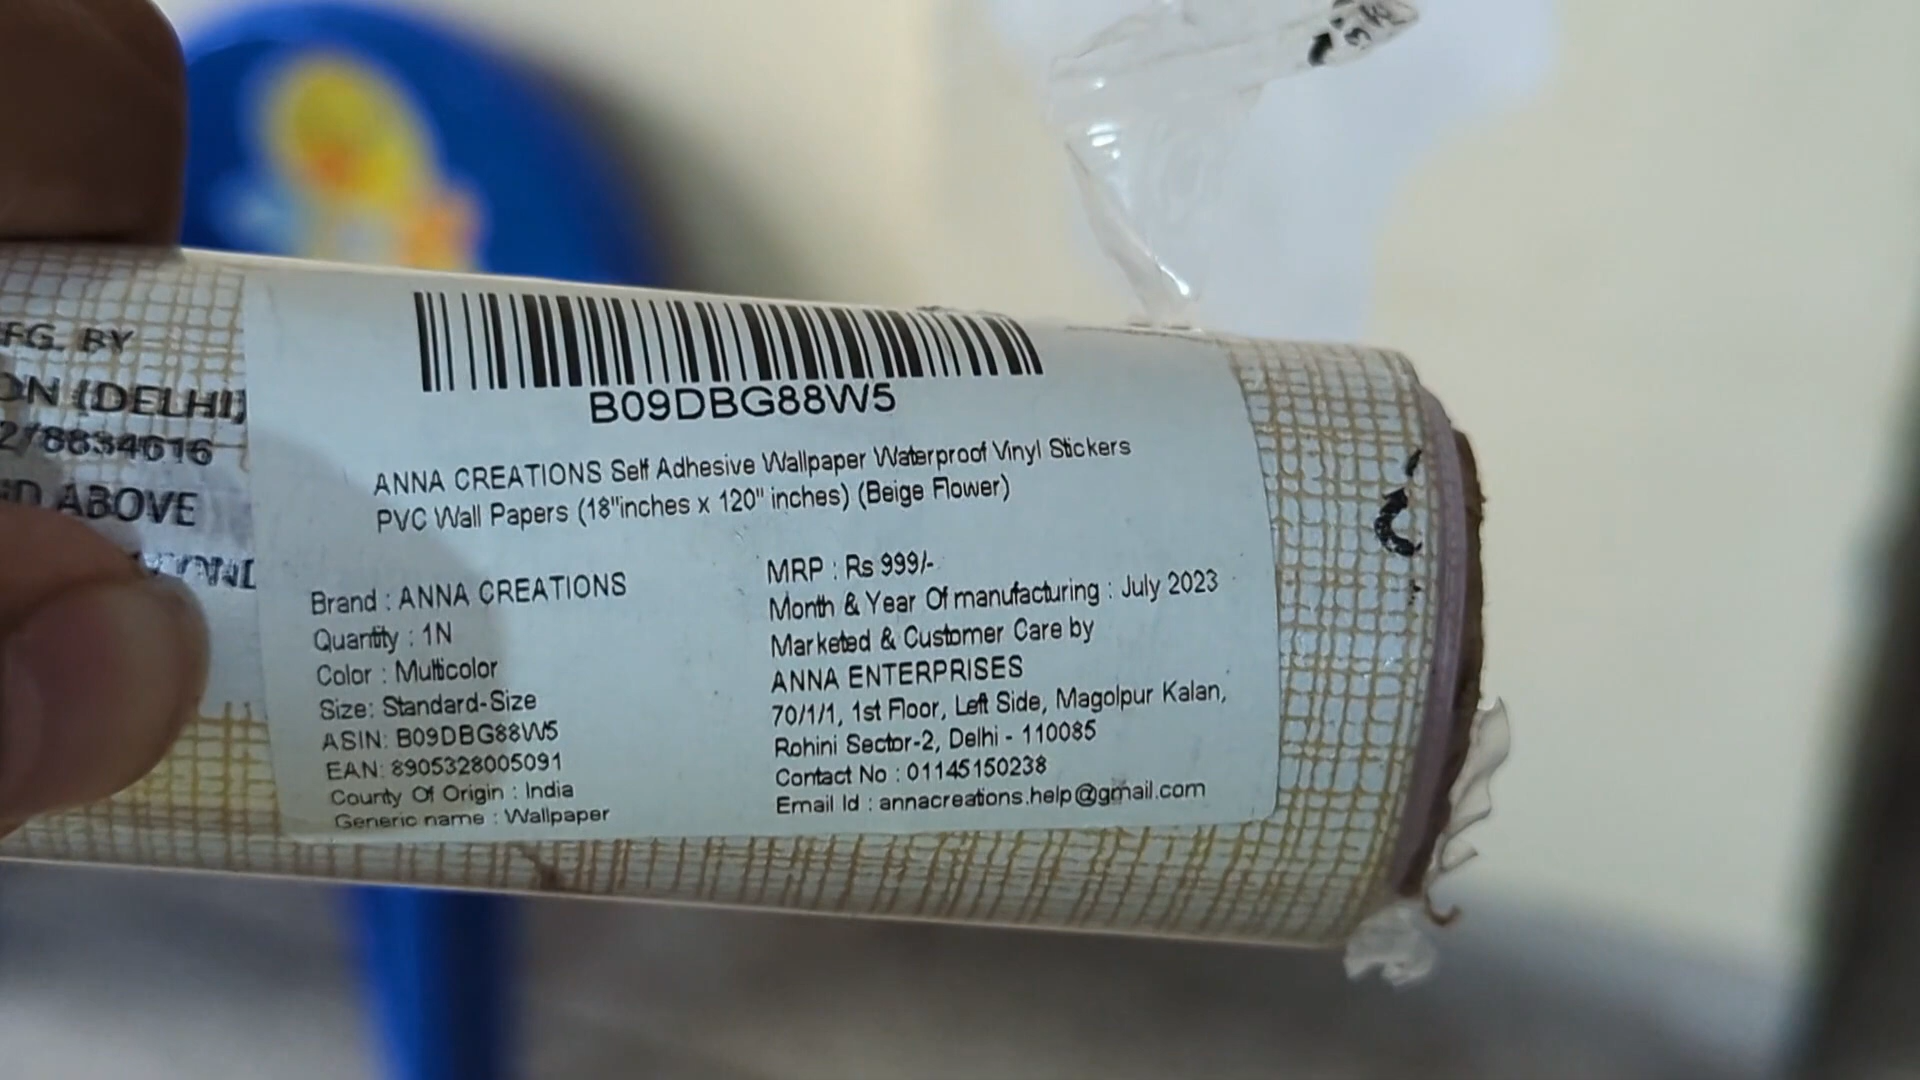 BY
(DELHI)
ABOVE
B09DBG88W5
ANNA CREATIONS Self Adhesive Wallpaper Waterproof Vinyl Stickers
PVC Wall Papers (18"inches x 120" inches) (Beige Flower)
Brand : ANNA CREATIONS
Quantity : 1N
Color : Multicolor
Size: Standard-Size
ASIN: B09DBG88W5
EAN: 8905328005091
County Of Origin : India
Generic name : Wallpaper
MRP : Rs 999/-
Month & Year Of manufacturing : July 2023
Marketed & Customer Care by
ANNA ENTERPRISES
70/1/1, 1st Floor, Left Side, Magolpur Kalan,
Rohini Sector-2, Delhi - 110085
Contact No : 01145150238
Email Id : annacreations.help@gmail.com